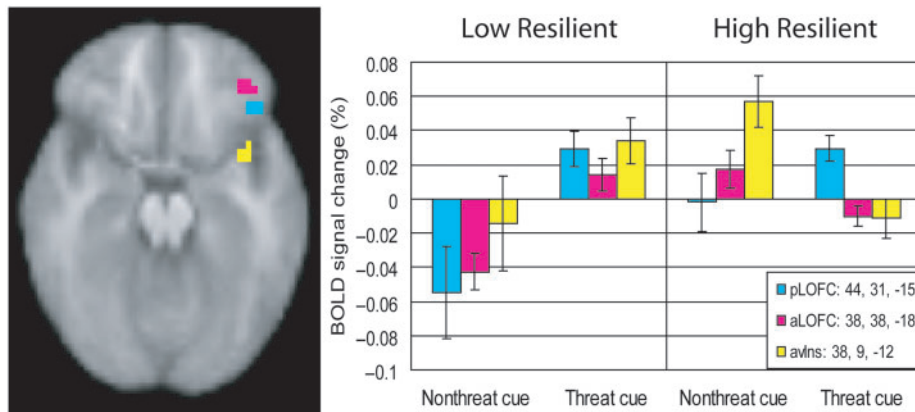 Low Resilient
High Resilient
BOLD signal change (%)
0.08
0.06
0.04
0.02
0
−0.02
−0.04
−0.06
−0.08
−0.1
pLOFC: 44, 31, -15
aLOFC: 38, 38, -18
avIns: 38, 9, -12
Nonthreat cue
Threat cue
Nonthreat cue
Threat cue